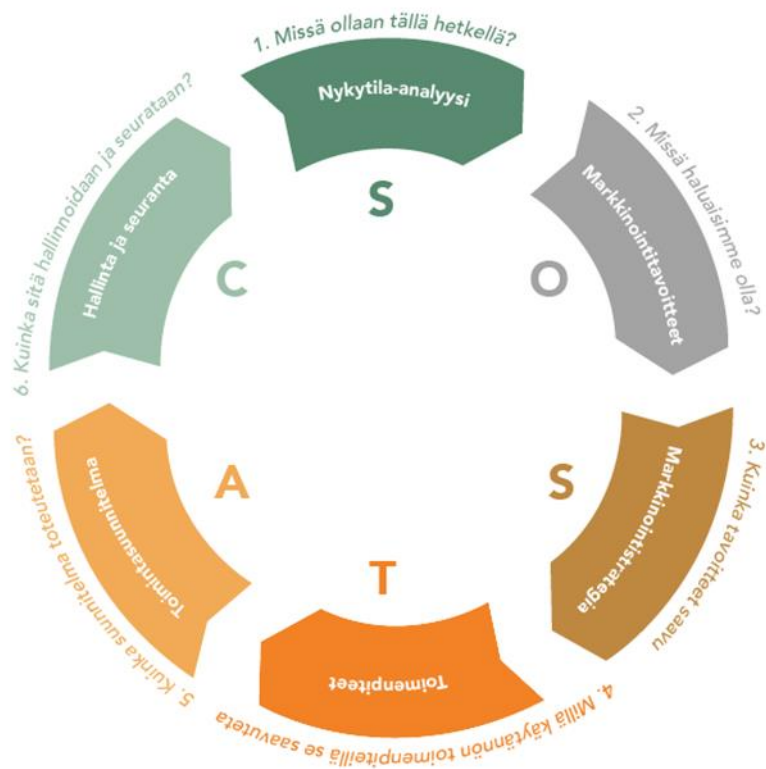 1. Missä ollaan tällä hetkellä?
Nykytila-analyysi
S
2. Missä haluaisimme olla?
Markkinointitavoitteet
O
3. Kuinka tavoitteet saavu
Markkinointistrategia
S
4. Millä käytännön toimenpiteillä se saavuteta
Toimenpiteet
T
5. Kuinka suunnitelma toteutetaan?
Toimintasuunnitelma
A
6. Kuinka sitä hallinnoidaan ja seurataan?
Hallinta ja seuranta
C